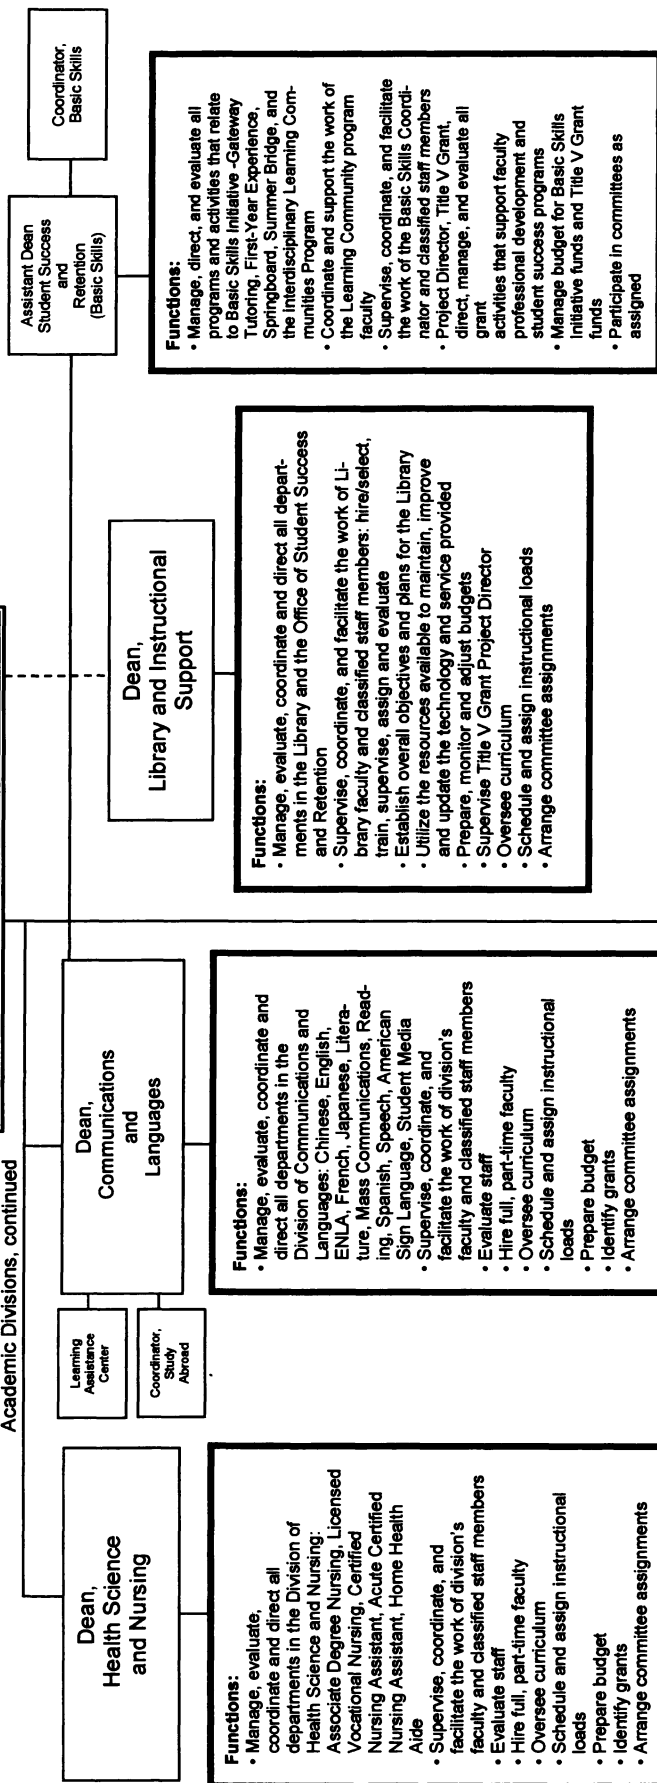 Academic Divisions, continued
Dean,
Health Science
and Nursing
Functions:
• Manage, evaluate,
coordinate and direct all
departments in the Division of
Health Science and Nursing:
Associate Degree Nursing, Licensed
Vocational Nursing, Certified
Nursing Assistant, Acute Certified
Nursing Assistant, Home Health
Aide
• Supervise, coordinate, and
facilitate the work of division's
faculty and classified staff members
• Evaluate staff
• Hire full, part-time faculty
• Oversee curriculum
• Schedule and assign instructional
loads
• Prepare budget
• Identify grants
• Arrange committee assignments
Learning
Assistance
Center
Coordinator,
Study
Abroad
Dean,
Communications
and
Languages
Functions:
• Manage, evaluate, coordinate and
direct all departments in the
Division of Communications and
Languages: Chinese, English,
ENLA, French, Japanese, Litera-
ture, Mass Communications, Read-
ing, Spanish, Speech, American
Sign Language, Student Media
• Supervise, coordinate, and
facilitate the work of division's
faculty and classified staff members
• Evaluate staff
• Hire full, part-time faculty
• Oversee curriculum
• Schedule and assign instructional
loads
• Prepare budget
• Identify grants
• Arrange committee assignments
Dean,
Library and Instructional
Support
Functions:
• Manage, evaluate, coordinate and direct all depart-
ments in the Library and the Office of Student Success
and Retention
• Supervise, coordinate, and facilitate the work of Li-
brary faculty and classified staff members: hire/select,
train, supervise, assign and evaluate
• Establish overall objectives and plans for the Library
• Utilize the resources available to maintain, improve
and update the technology and service provided
• Prepare, monitor and adjust budgets
• Supervise Title V Grant Project Director
• Oversee curriculum
• Schedule and assign instructional loads
• Arrange committee assignments
Assistant Dean
Student Success
and
Retention
(Basic Skills)
Coordinator,
Basic Skills
Functions:
• Manage, direct, and evaluate all
programs and activities that relate
to Basic Skills Initiative -Gateway
Tutoring, First-Year Experience,
Springboard, Summer Bridge, and
the Interdisciplinary Learning Com-
munities Program
• Coordinate and support the work of
the Learning Community program
faculty
• Supervise, coordinate, and facilitate
the work of the Basic Skills Coordi-
nator and classified staff members
• Project Director, Title V Grant,
direct, manage, and evaluate all
grant
activities that support faculty
professional development and
student success programs
• Manage budget for Basic Skills
Initiative funds and Title V Grant
funds
• Participate in committees as
assigned